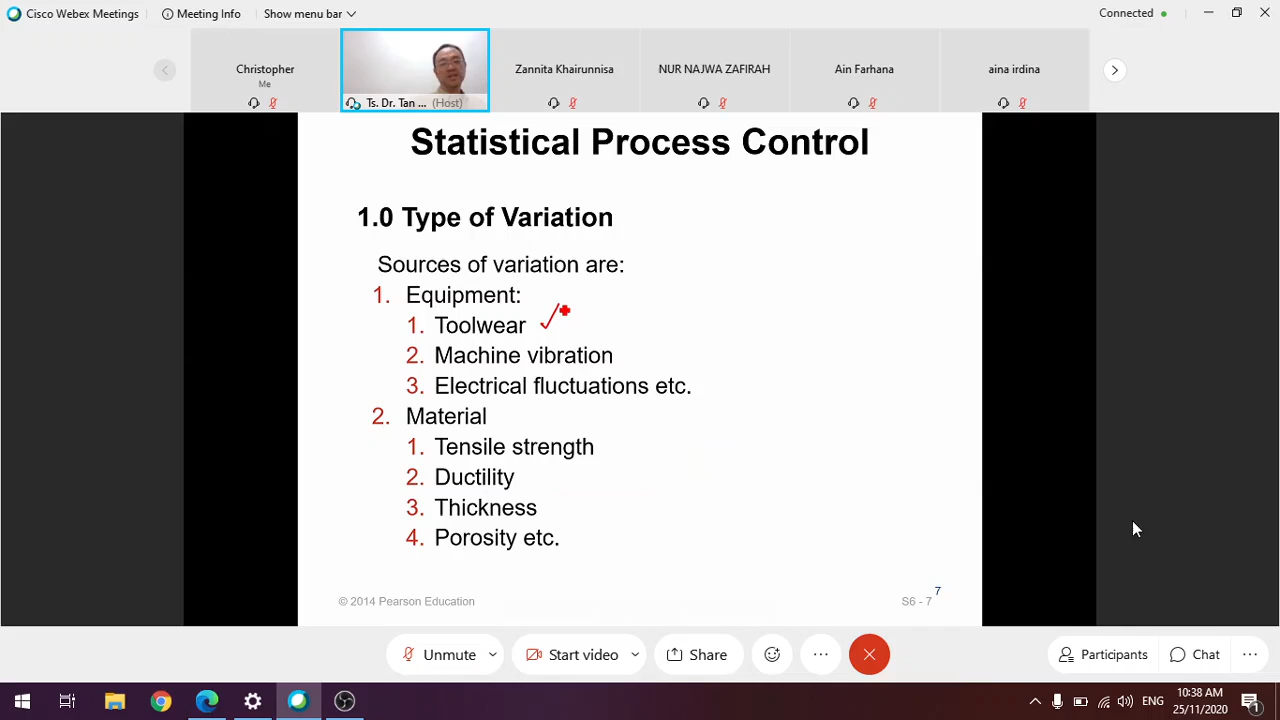 Cisco Webex Meetings Meeting Info Show menu bar Connected
Christopher
Me
Ts. Dr. Tan ... (Host)
Zannita Khairunnisa
NUR NAJWA ZAFIRAH
Ain Farhana
aina irdina
Statistical Process Control
1.0 Type of Variation
Sources of variation are:
1. Equipment:
1. Toolwear
2. Machine vibration
3. Electrical fluctuations etc.
2. Material
1. Tensile strength
2. Ductility
3. Thickness
4. Porosity etc.
7
© 2014 Pearson Education S6 - 7
Unmute Start video Share Participants Chat
ENG 10:38 AM
25/11/2020 1